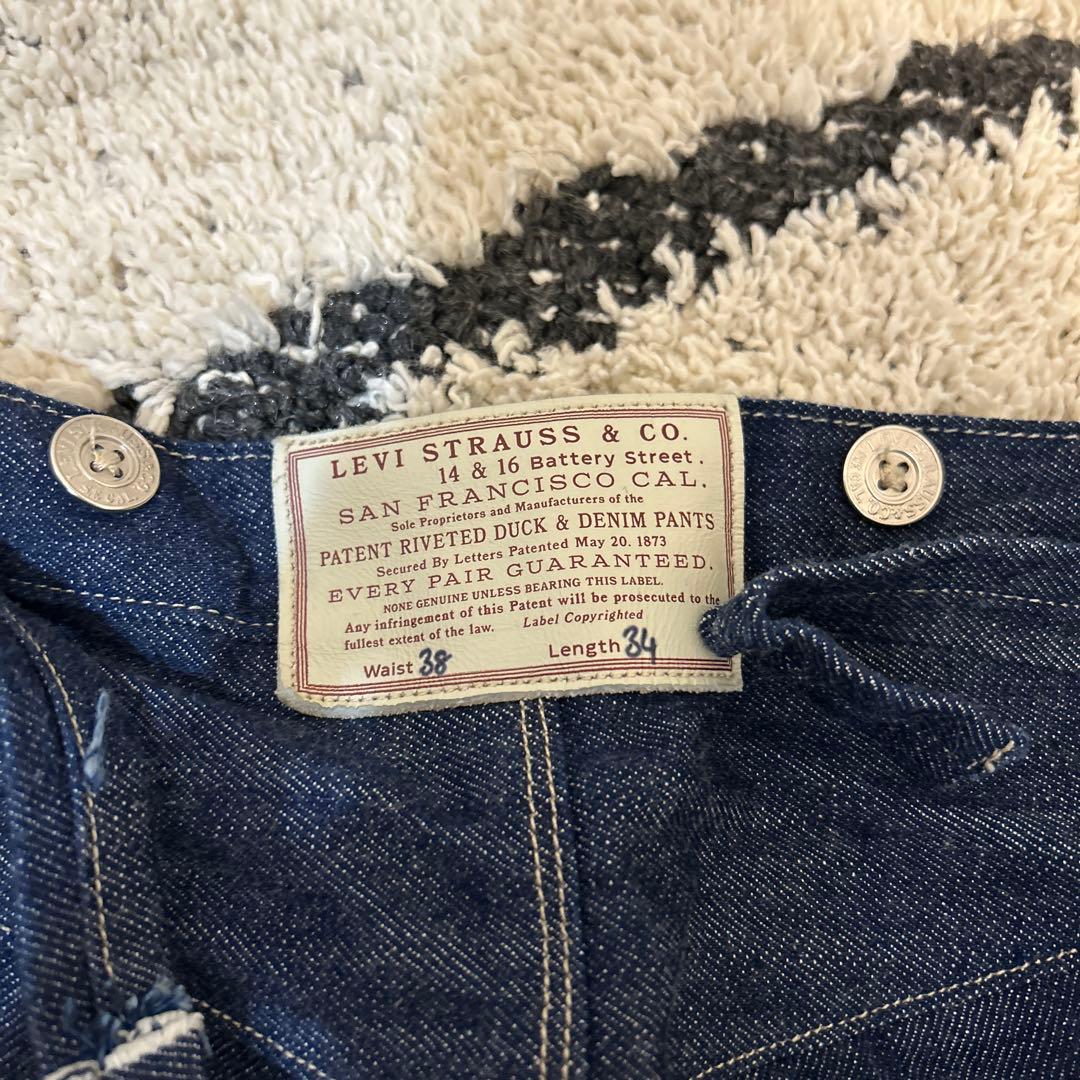 LEVI STRAUSS & CO.
14 & 16 Battery Street.
SAN FRANCISCO CAL.
Sole Proprietors and Manufacturers of the
PATENT RIVETED DUCK & DENIM PANTS
Secured By Letters Patented May 20. 1873
EVERY PAIR GUARANTEED.
NONE GENUINE UNLESS BEARING THIS LABEL.
Any infringement of this Patent will be prosecuted to the
fullest extent of the law. Label Copyrighted
Waist 38 Length 34